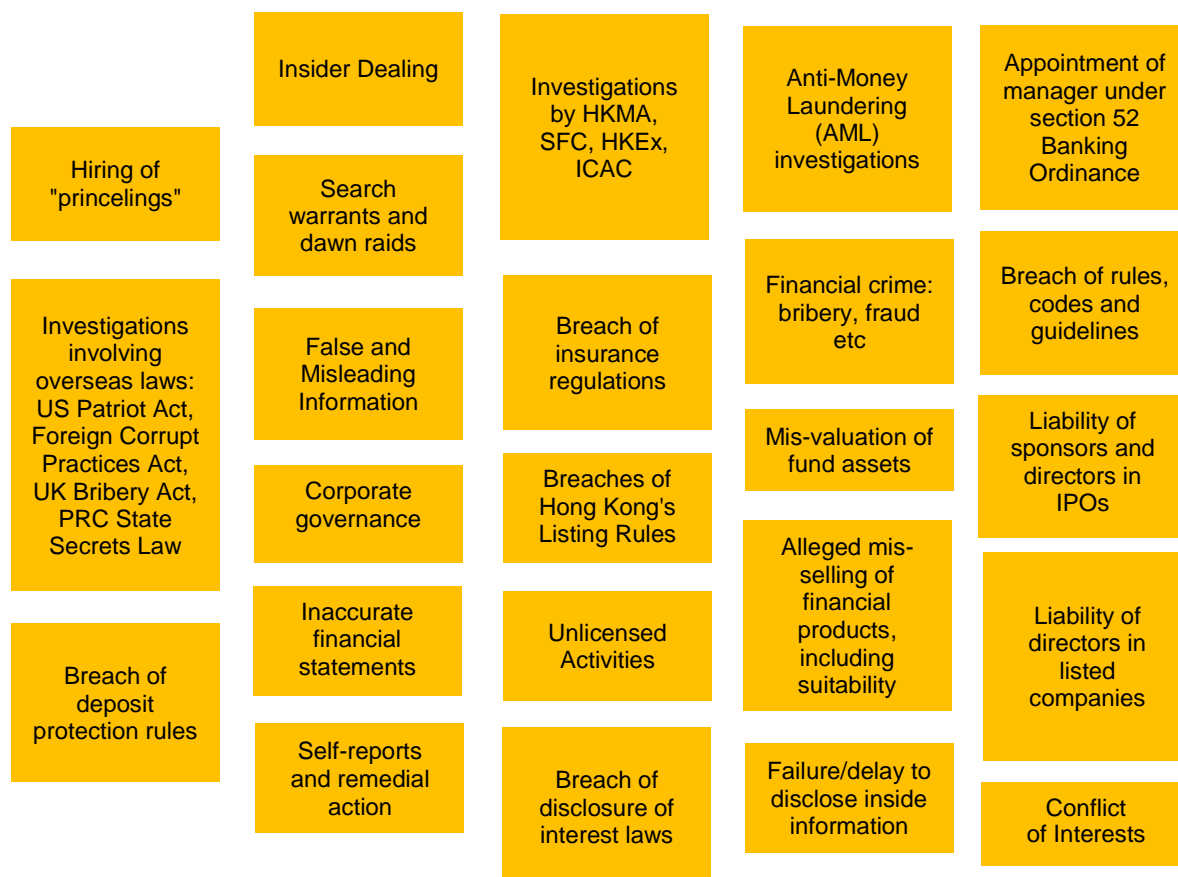 Hiring of
"princelings"
Investigations
involving
overseas laws:
US Patriot Act,
Foreign Corrupt
Practices Act,
UK Bribery Act,
PRC State
Secrets Law
Breach of
deposit
protection rules
Insider Dealing
Search
warrants and
dawn raids
False and
Misleading
Information
Corporate
governance
Inaccurate
financial
statements
Self-reports
and remedial
action
Investigations
by HKMA,
SFC, HKEx,
ICAC
Breach of
insurance
regulations
Breaches of
Hong Kong's
Listing Rules
Unlicensed
Activities
Breach of
disclosure of
interest laws
Anti-Money
Laundering
(AML)
investigations
Financial crime:
bribery, fraud
etc
Mis-valuation of
fund assets
Alleged mis-
selling of
financial
products,
including
suitability
Failure/delay to
disclose inside
information
Appointment of
manager under
section 52
Banking
Ordinance
Breach of rules,
codes and
guidelines
Liability of
sponsors and
directors in
IPOs
Liability of
directors in
listed
companies
Conflict
of Interests